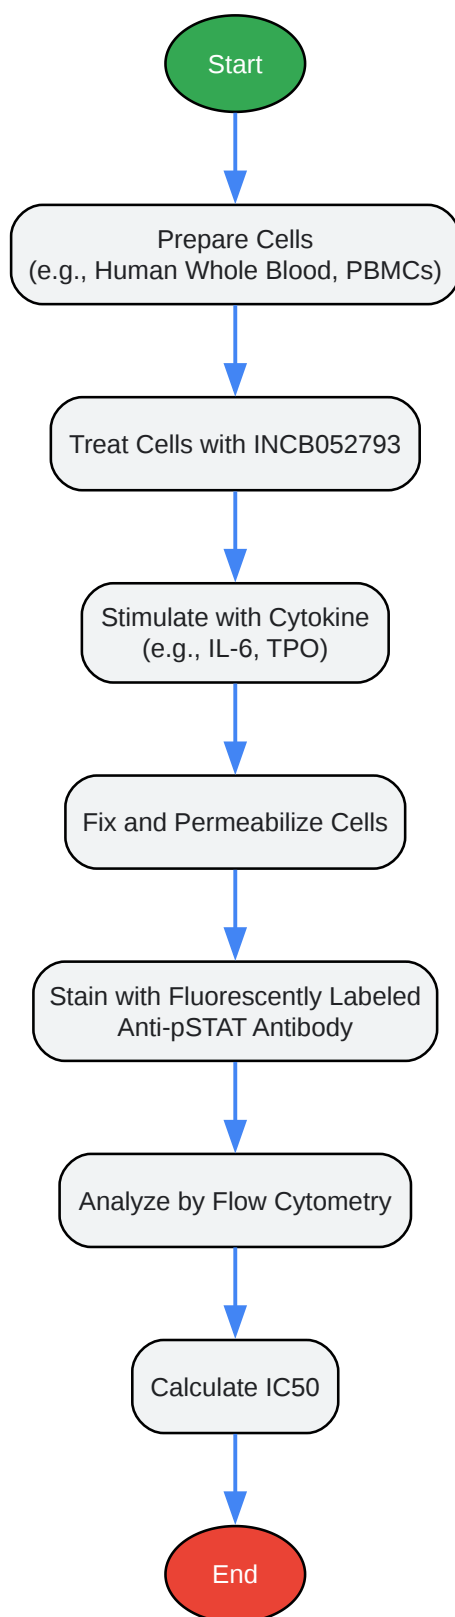 Start
Prepare Cells
(e.g., Human Whole Blood, PBMCs)
Treat Cells with INCB052793
Stimulate with Cytokine
(e.g., IL-6, TPO)
Fix and Permeabilize Cells
Stain with Fluorescently Labeled
Anti-pSTAT Antibody
Analyze by Flow Cytometry
Calculate IC50
End